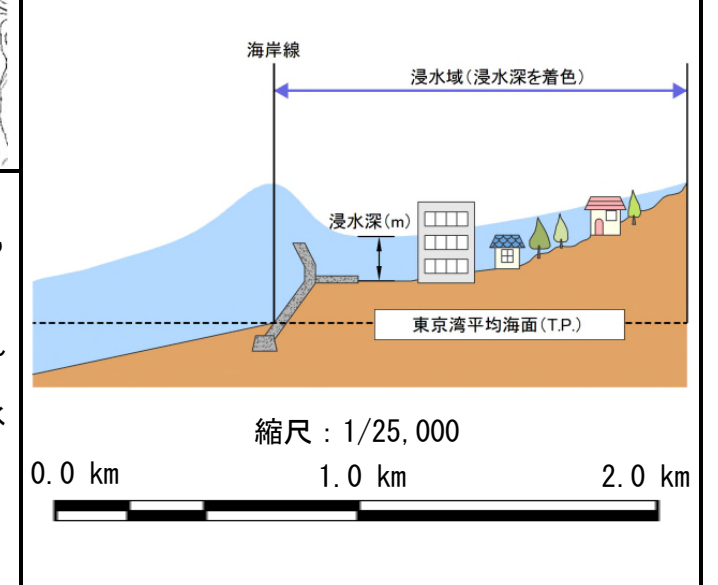 海岸線
浸水域(浸水深を着色)
浸水深(m)
東京湾平均海面(T.P.)
縮尺：1/25,000
0.0 km 1.0 km 2.0 km